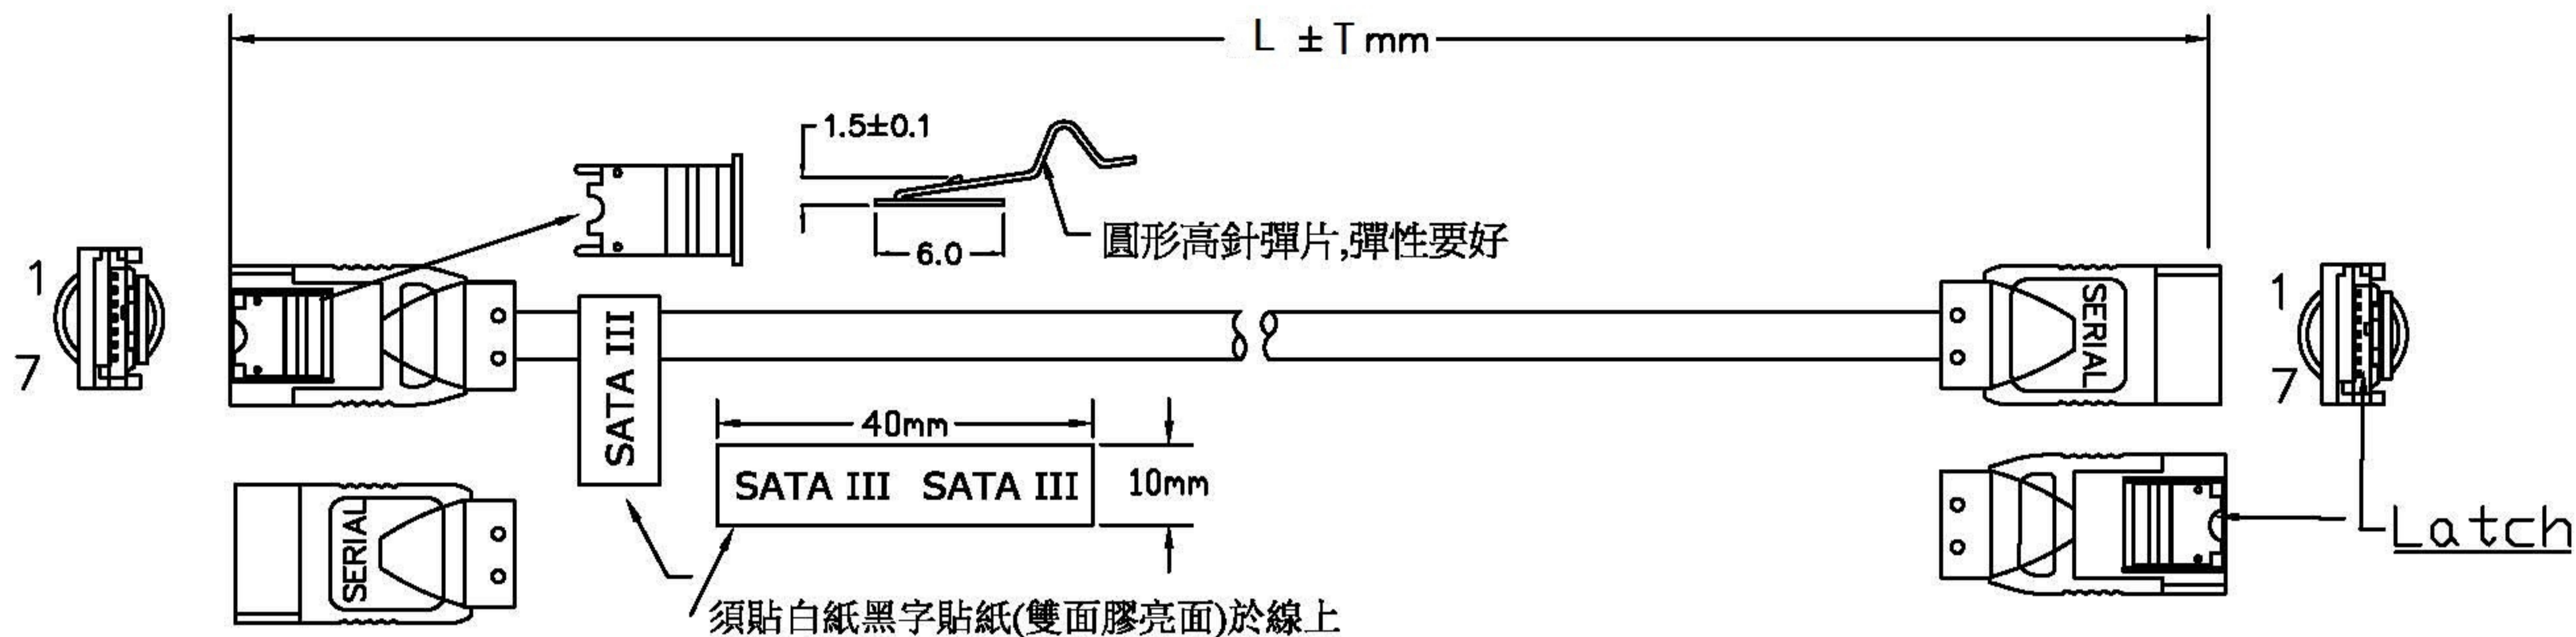 L ±T mm
1.5±0.1
6.0
圓形高針彈片,彈性要好
1
7
SATA III
SERIAL
1
7
40mm
SATA III SATA III
10mm
SERIAL
Latch
須貼白紙黑字貼紙(雙面膠亮面)於線上